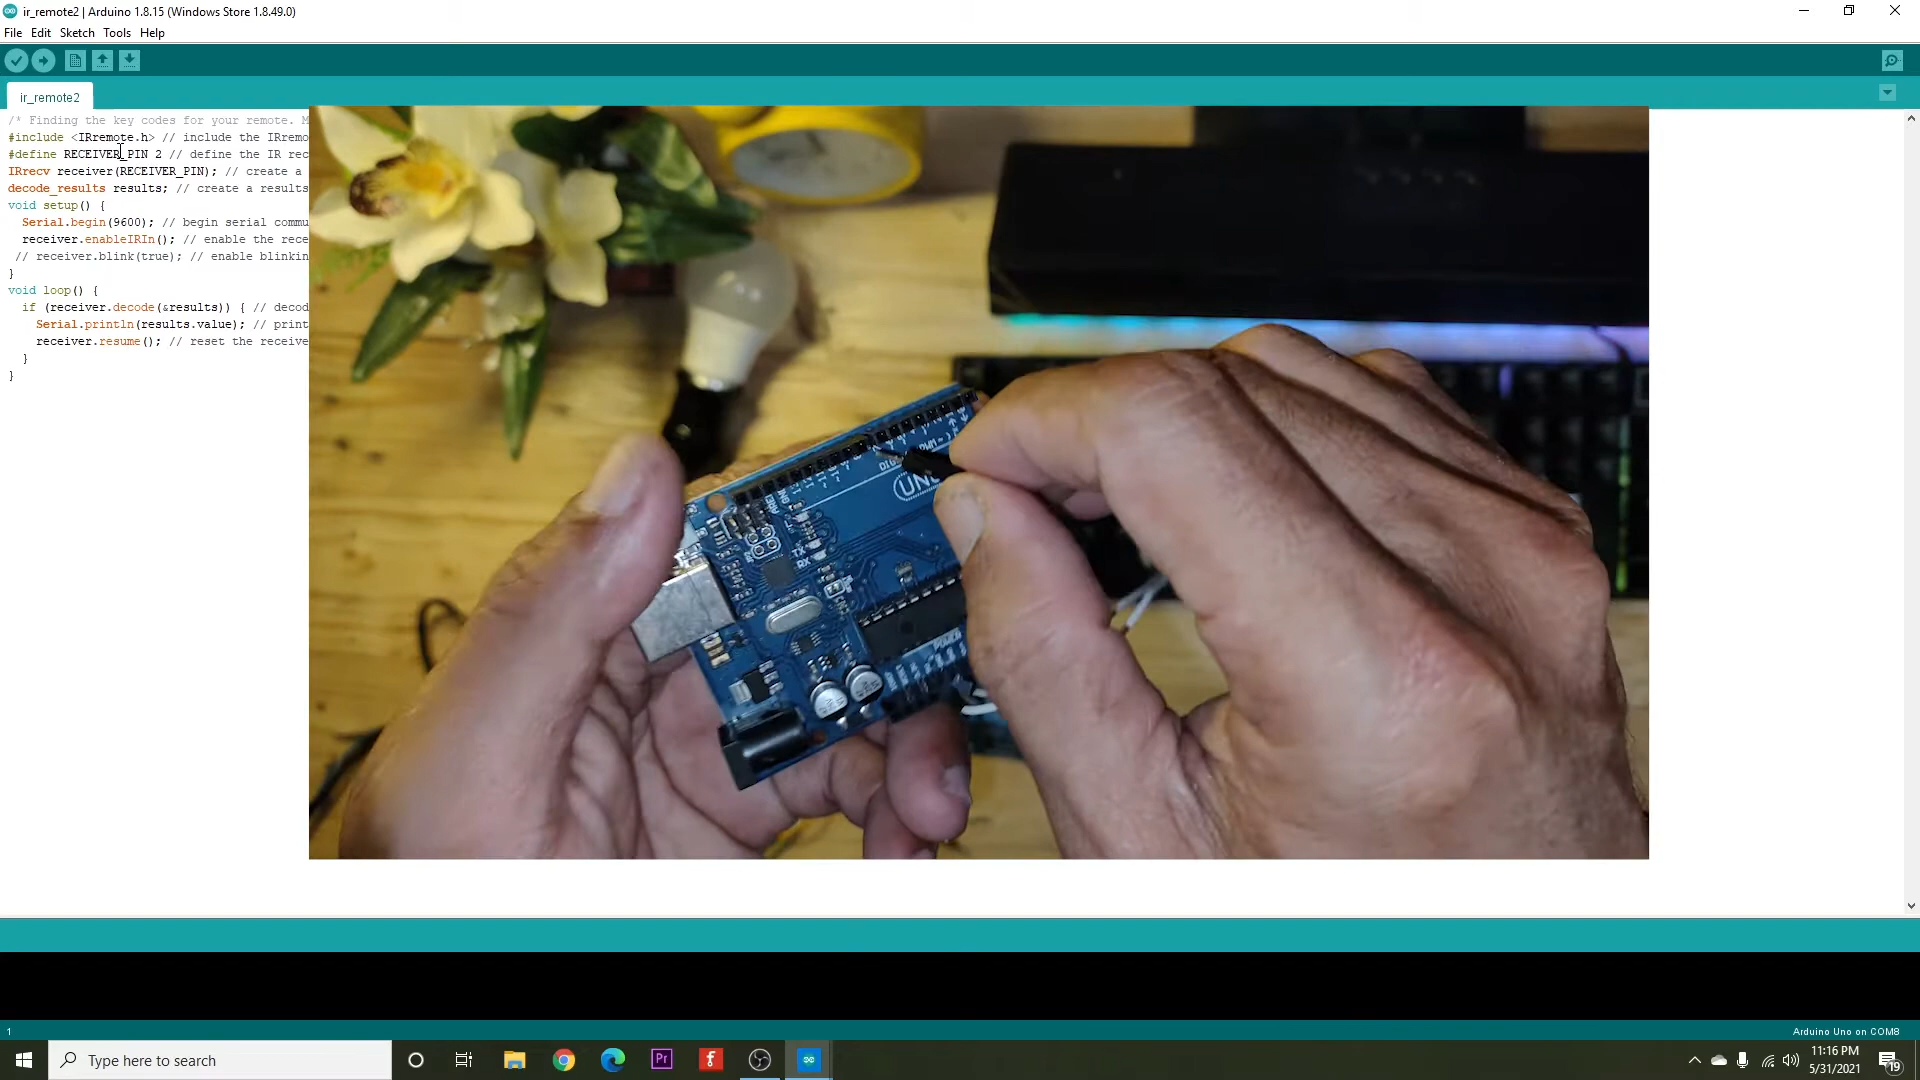 ir_remote2 | Arduino 1.8.15 (Windows Store 1.8.49.0)
File Edit Sketch Tools Help
ir_remote2
/* Finding the key codes for your remote. M
#include <IRremote.h> // include the IRremo
#define RECEIVER_PIN 2 // define the IR rec
IRrecv receiver(RECEIVER_PIN); // create a
decode_results results; // create a results
void setup() {
Serial.begin(9600); // begin serial commu
receiver.enableIRIn(); // enable the rece
// receiver.blink(true); // enable blinkin
}
void loop() {
if (receiver.decode(&results)) { // decod
Serial.println(results.value); // print
receiver.resume(); // reset the receive
}
}
UNO
TX
RX
1
Arduino Uno on COM8
Type here to search
Pr
11:16 PM
5/31/2021
19